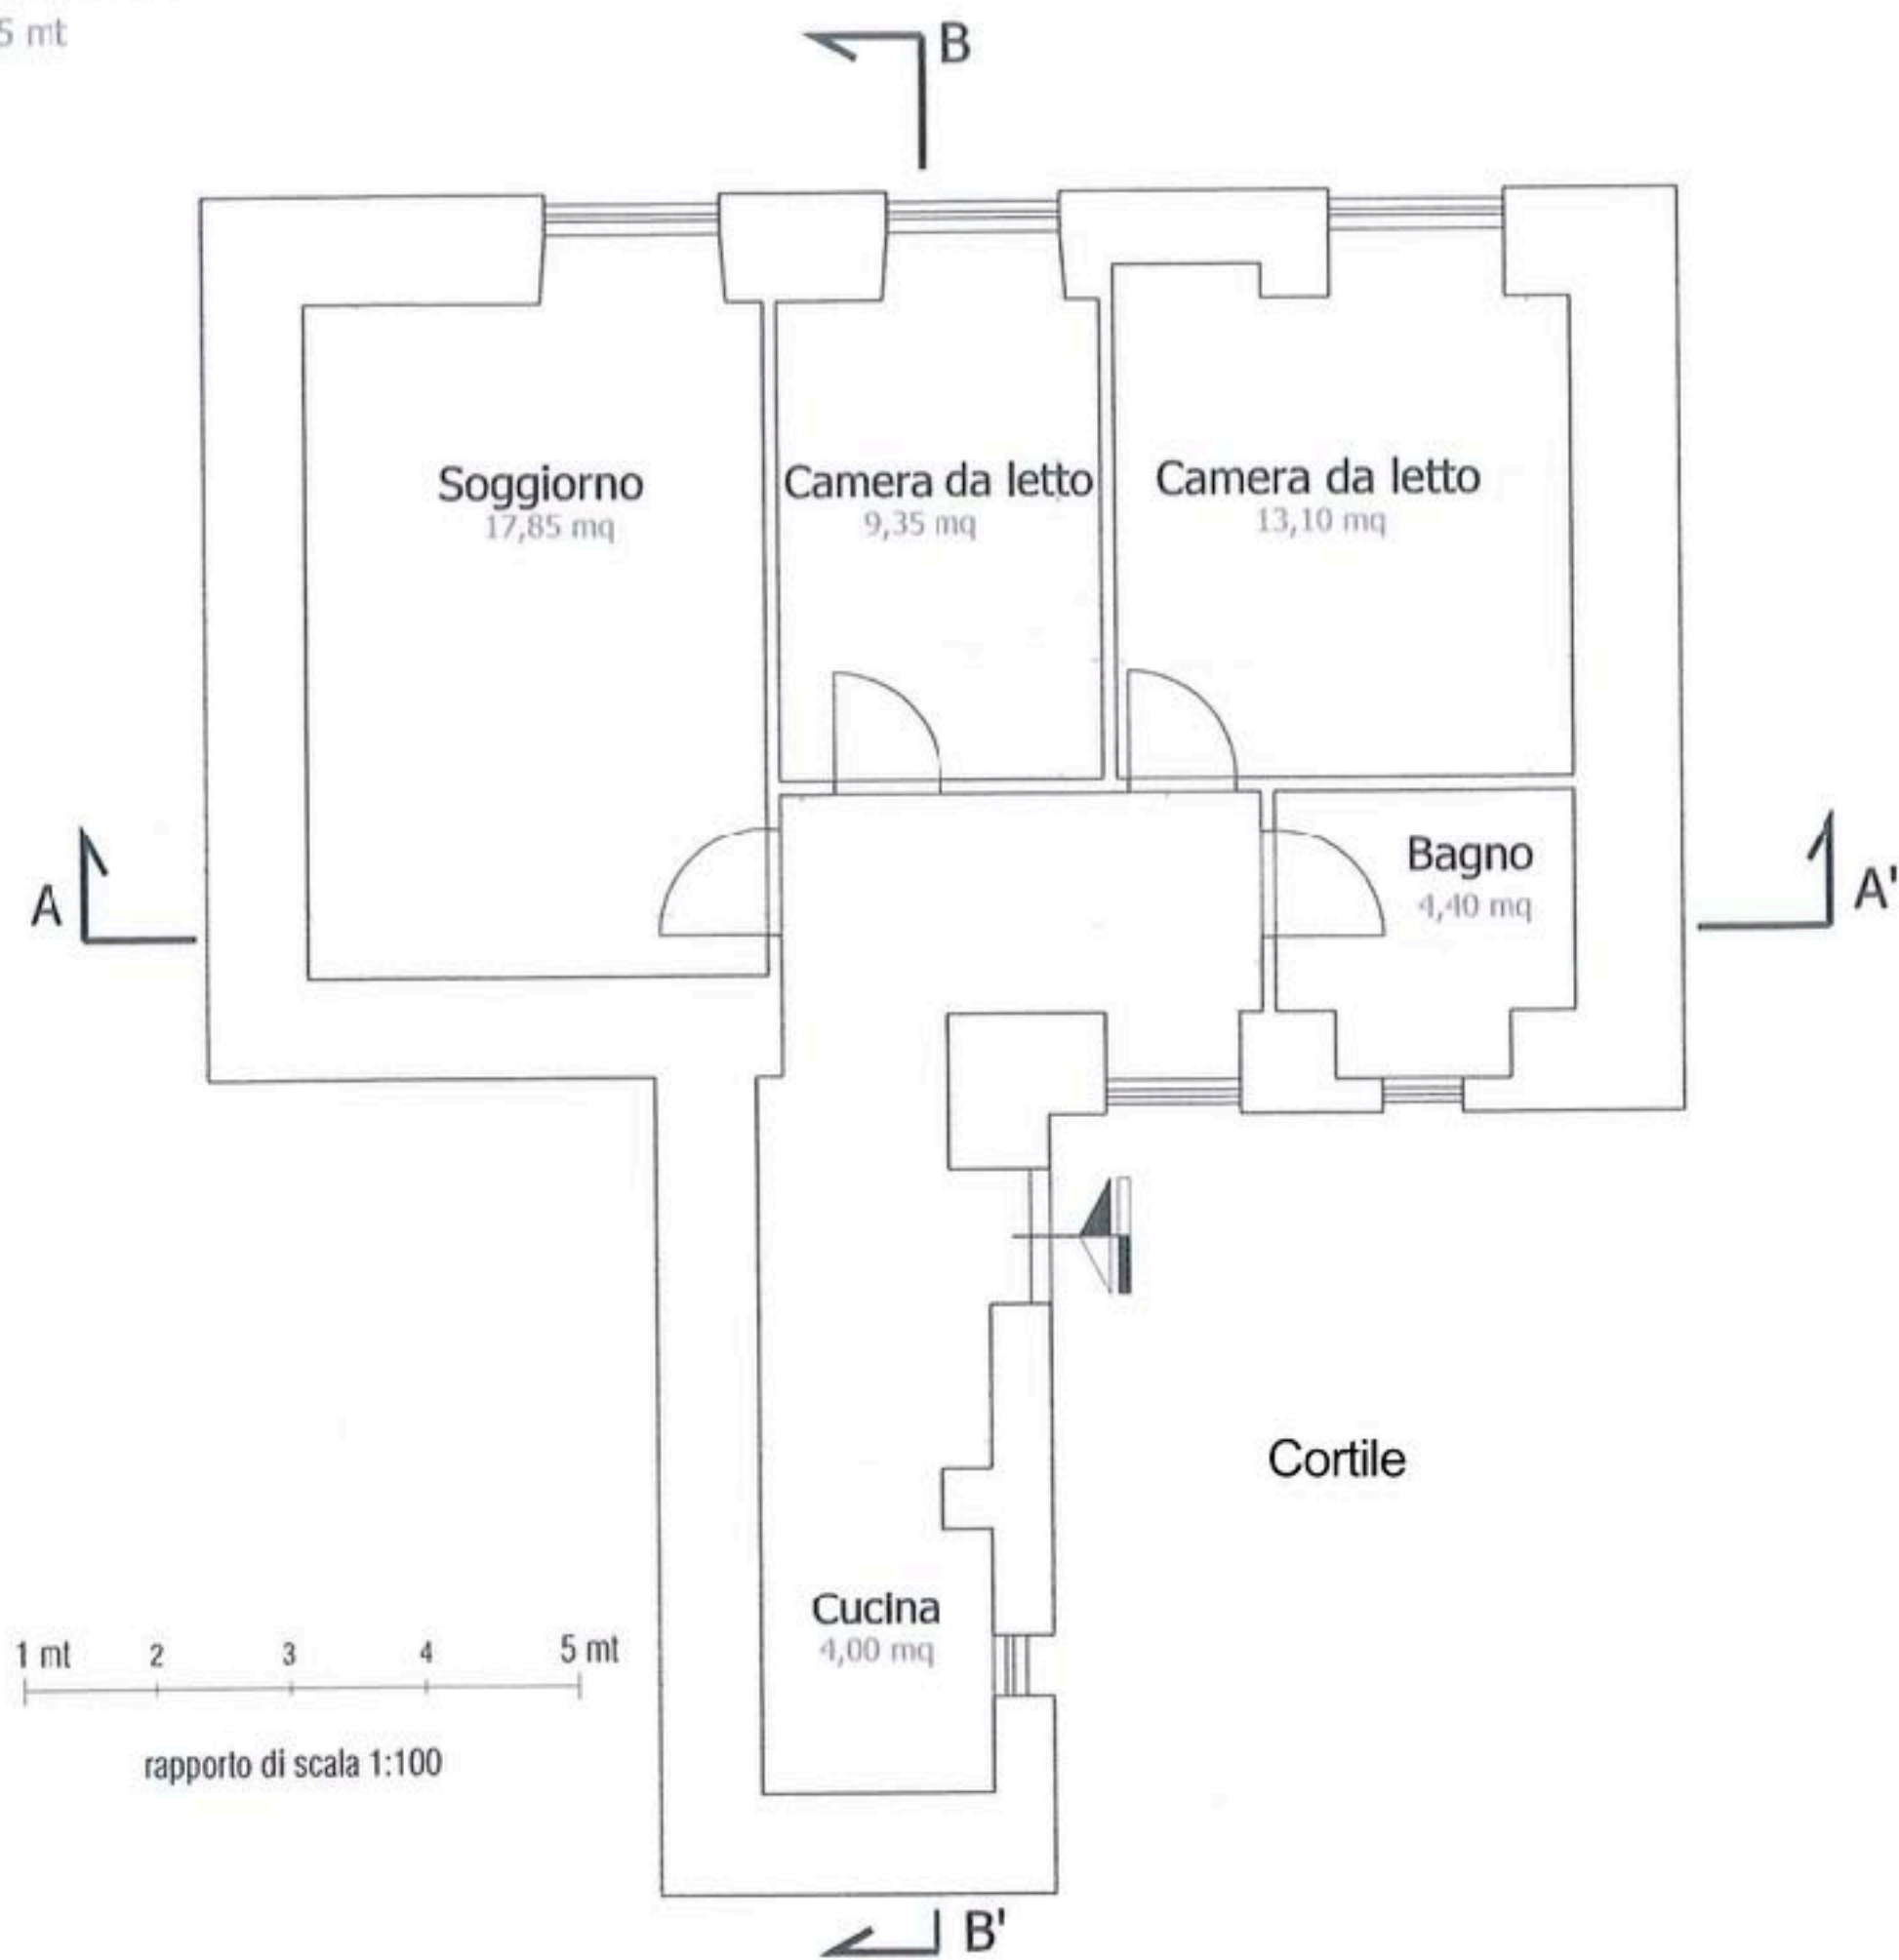 5 mt
B
Soggiorno
17,85 mq
Camera da letto
9,35 mq
Camera da letto
13,10 mq
Bagno
4,40 mq
A
A'
Cortile
Cucina
4,00 mq
1 mt 2 3 4 5 mt
rapporto di scala 1:100
B'